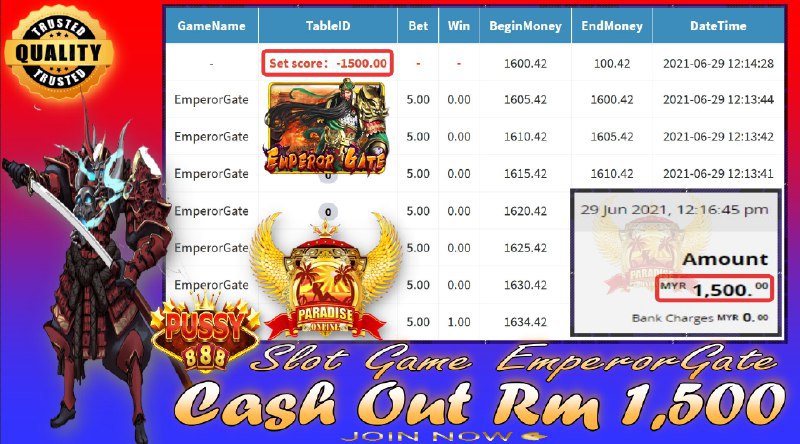 TRUSTED
QUALITY
TRUSTED
GameName TableID Bet Win BeginMoney EndMoney DateTime
- Set score: -1500.00 - - 1600.42 100.42 2021-06-29 12:14:28
EmperorGate 5.00 0.00 1605.42 1600.42 2021-06-29 12:13:44
EmperorGate 5.00 0.00 1610.42 1605.42 2021-06-29 12:13:42
EMPEROR GATE
EmperorGate 0 5.00 0.00 1615.42 1610.42 2021-06-29 12:13:41
EmperorGate 0 5.00 0.00 1620.42
EmperorGate 5.00 0.00 1625.42
EmperorGate 5.00 0.00 1630.42
5.00 1.00 1634.42
29 Jun 2021, 12:16:45 pm
PARADISE
Amount
MYR 1,500.00
Bank Charges MYR 0.00
PARADISE
ONLINE
PUSSY
888
Slot Game EmperorGate
Cash Out Rm 1,500
JOIN NOW